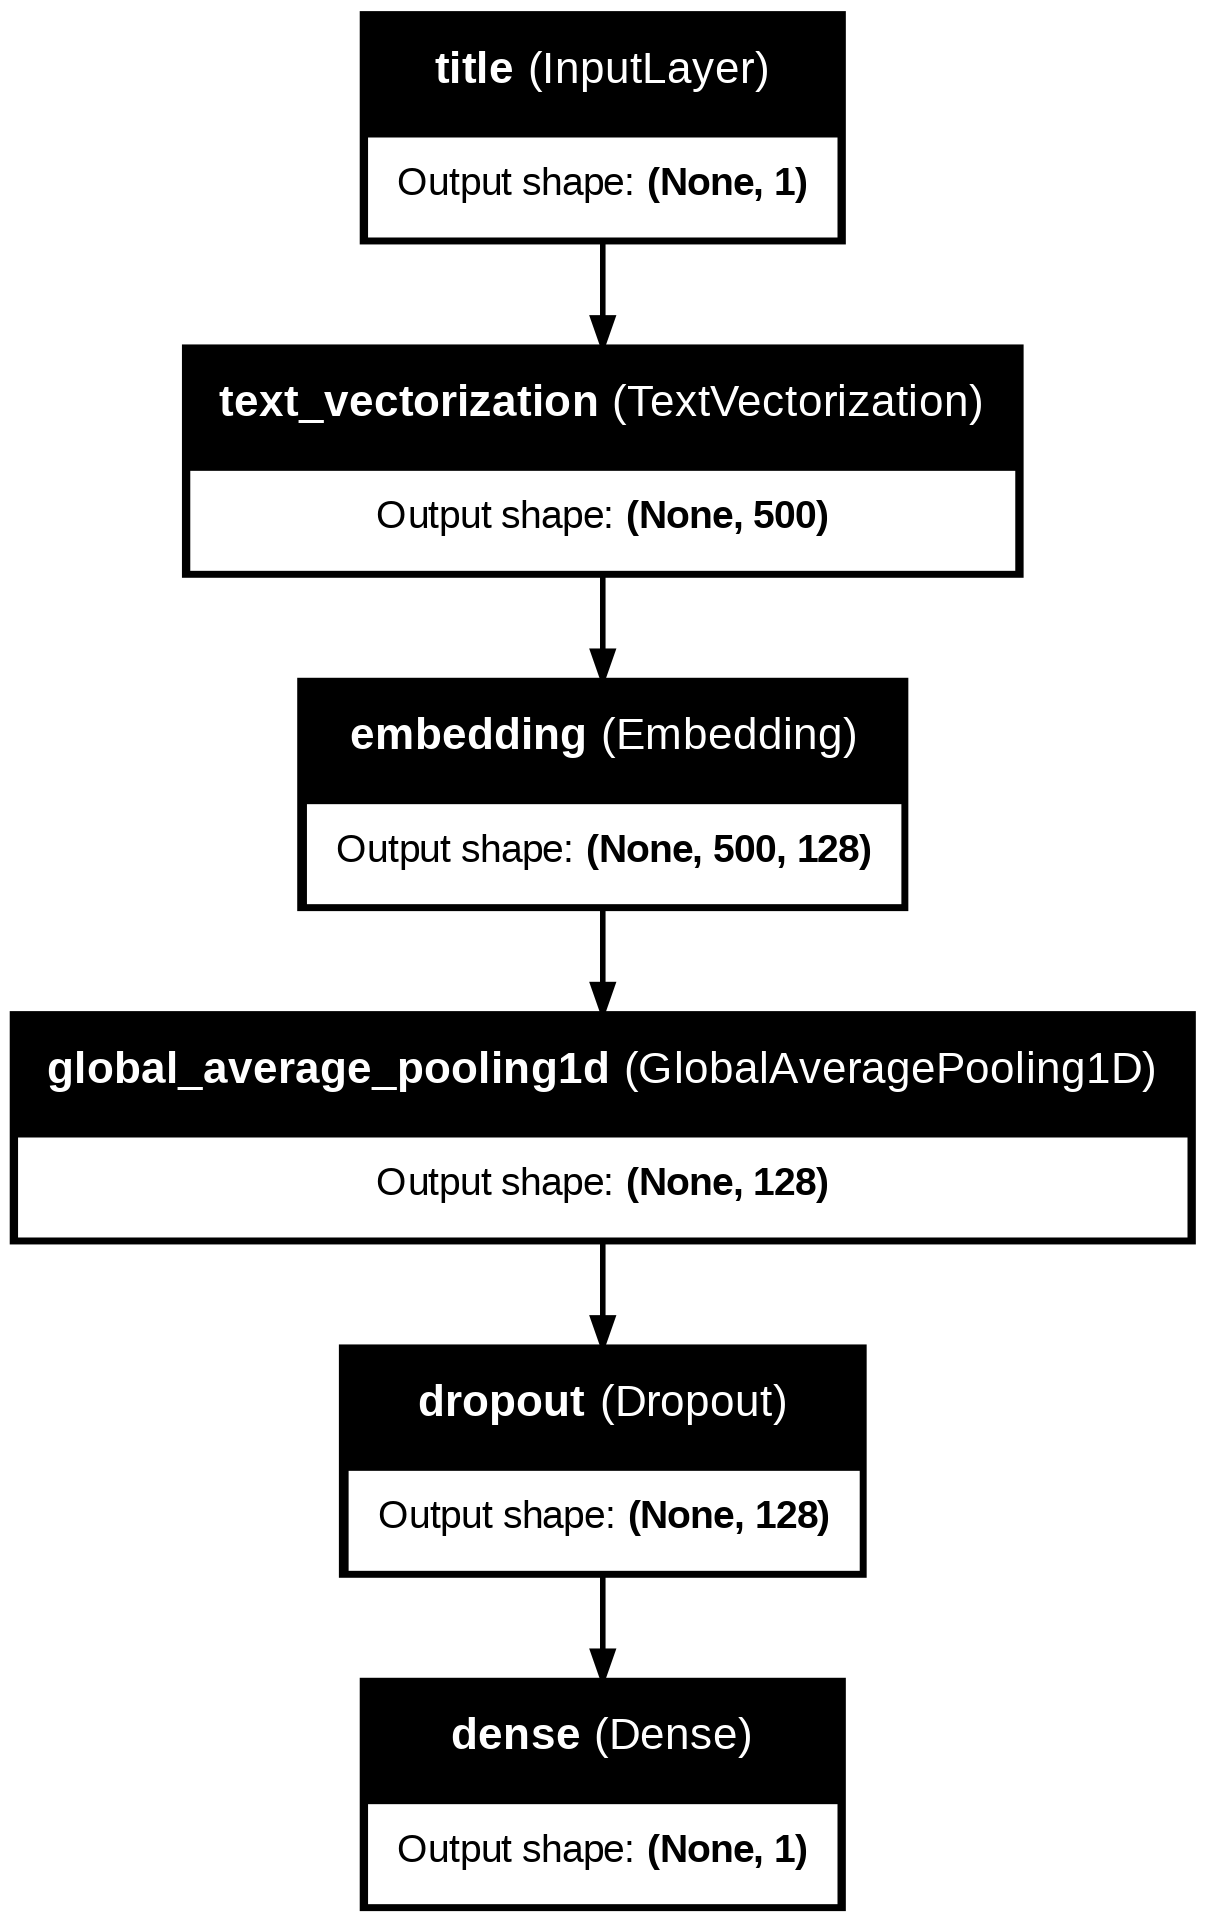 title (InputLayer)
Output shape: (None, 1)
text_vectorization (TextVectorization)
Output shape: (None, 500)
embedding (Embedding)
Output shape: (None, 500, 128)
global_average_pooling1d (GlobalAveragePooling1D)
Output shape: (None, 128)
dropout (Dropout)
Output shape: (None, 128)
dense (Dense)
Output shape: (None, 1)